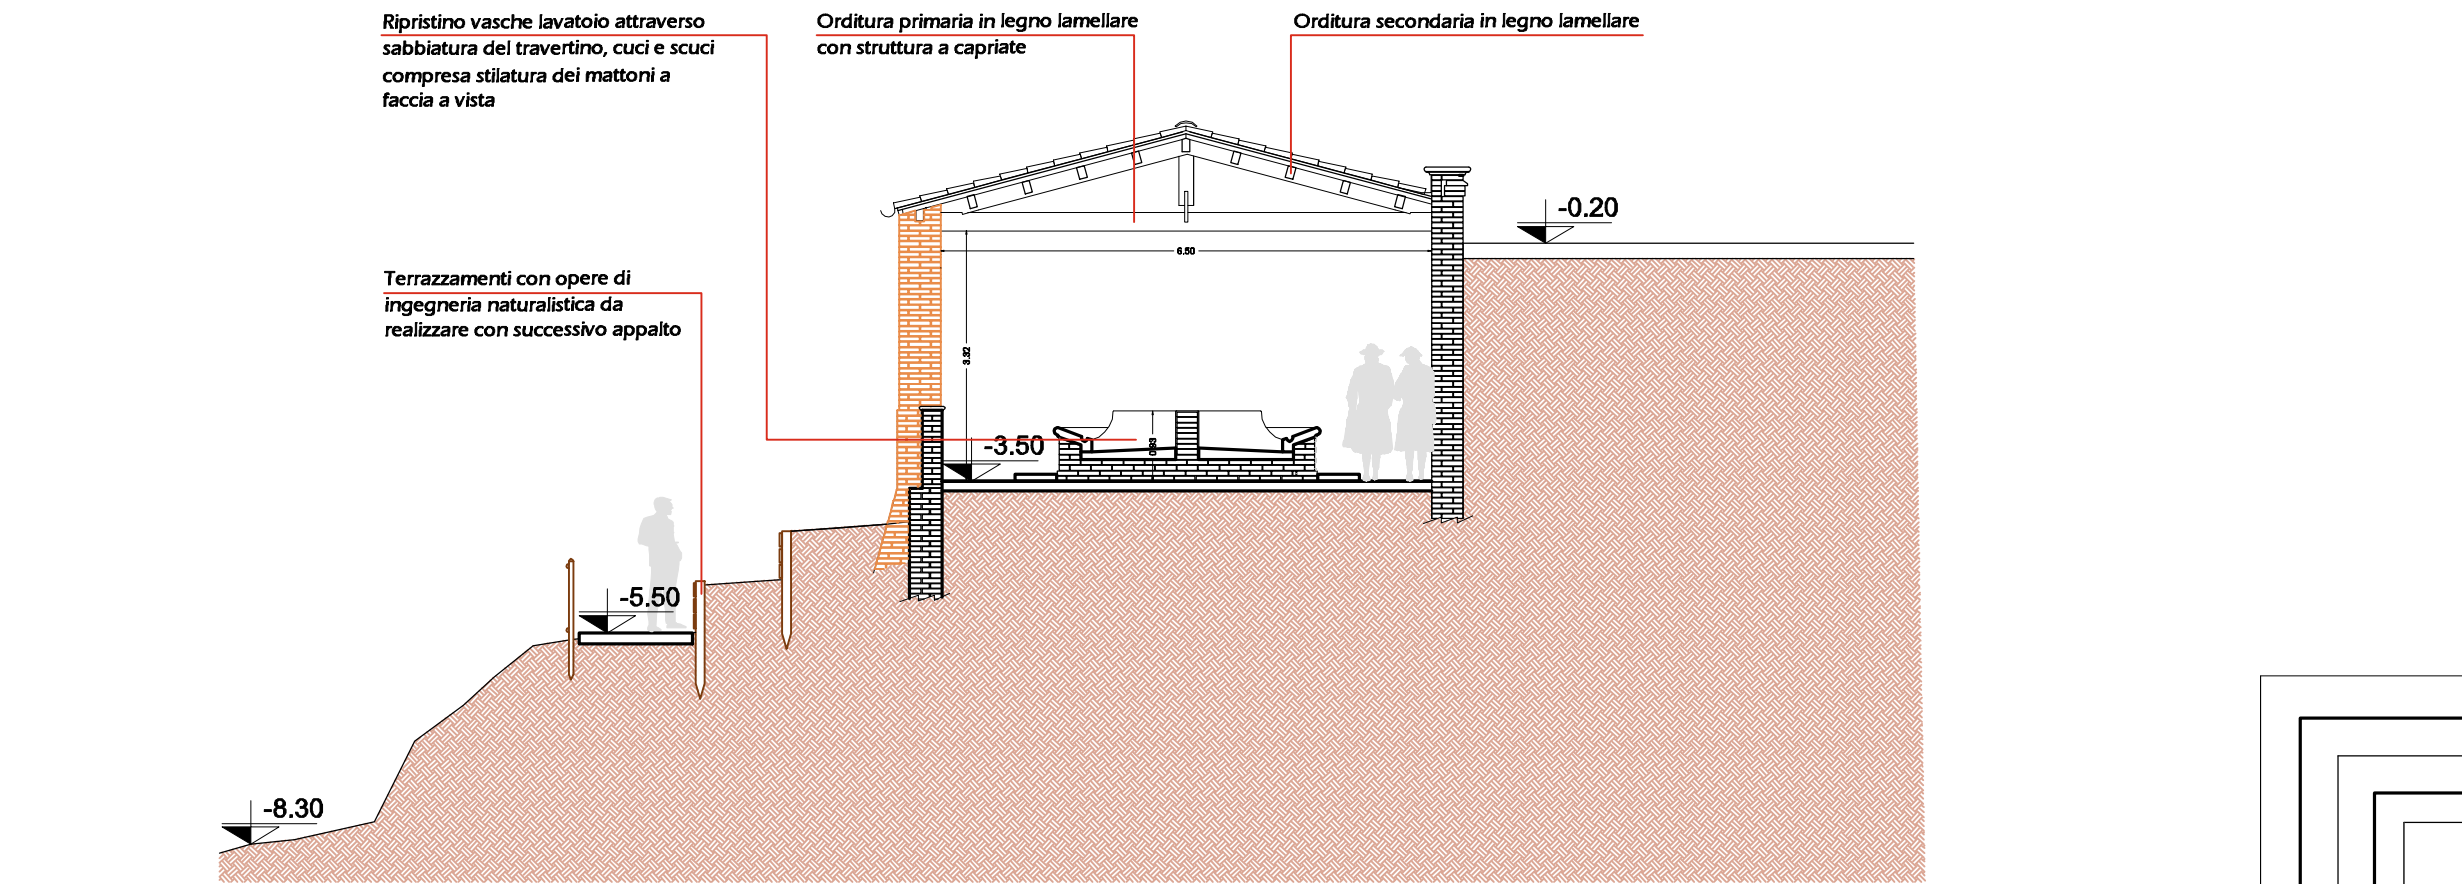 Ripristino vasche lavatoio attraverso
sabbiatura del travertino, cuci e scuci
compresa stilatura dei mattoni a
faccia a vista
Orditura primaria in legno lamellare
con struttura a capriate
Orditura secondaria in legno lamellare
-0.20
6.50
Terrazzamenti con opere di
ingegneria naturalistica da
realizzare con successivo appalto
3.32
-3.50
0.93
-5.50
-8.30